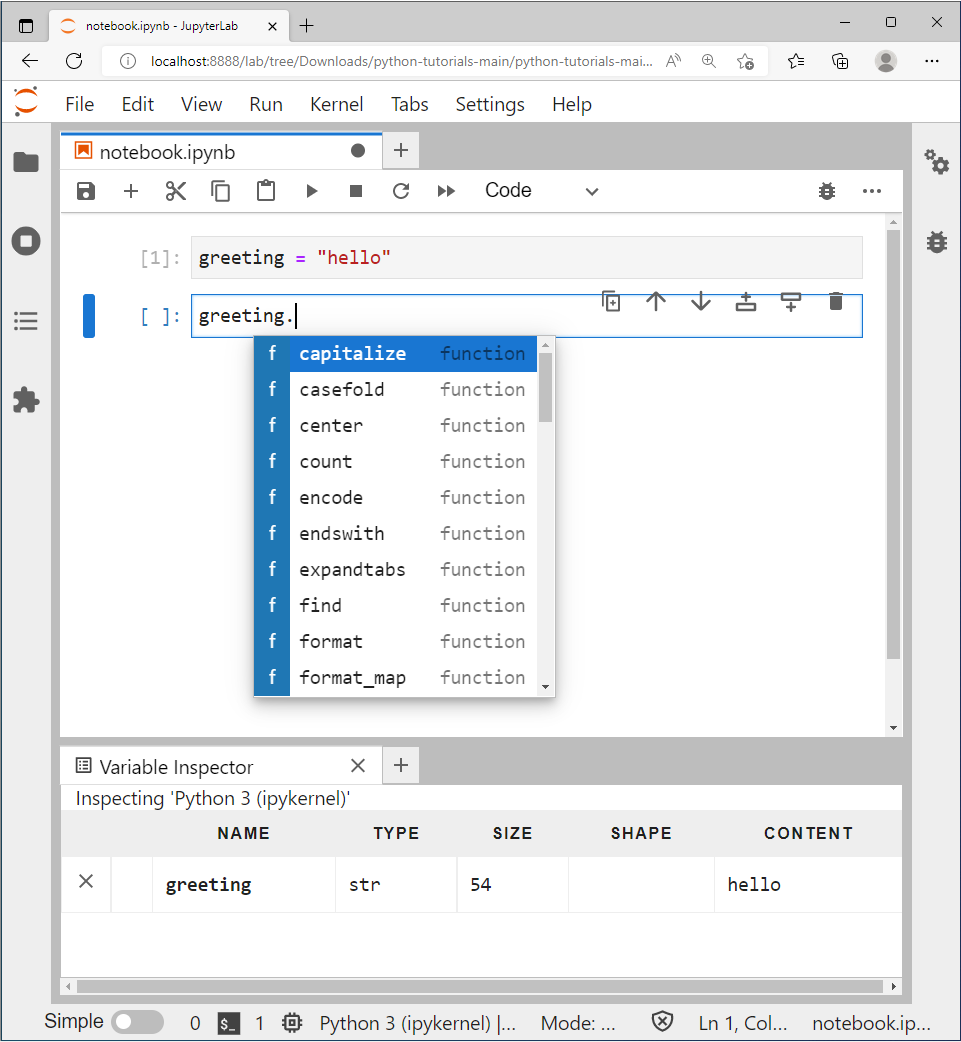 notebook.ipynb - JupyterLab
localhost:8888/lab/tree/Downloads/python-tutorials-main/python-tutorials-mai...
File Edit View Run Kernel Tabs Settings Help
notebook.ipynb
Code
[1]: greeting = "hello"
[ ]: greeting.
f capitalize function
f casefold function
f center function
f count function
f encode function
f endswith function
f expandtabs function
f find function
f format function
f format_map function
Variable Inspector
Inspecting 'Python 3 (ipykernel)'
NAME TYPE SIZE SHAPE CONTENT
greeting str 54 hello
Simple 0 $_ 1 Python 3 (ipykernel) |... Mode: ... Ln 1, Col... notebook.ip...